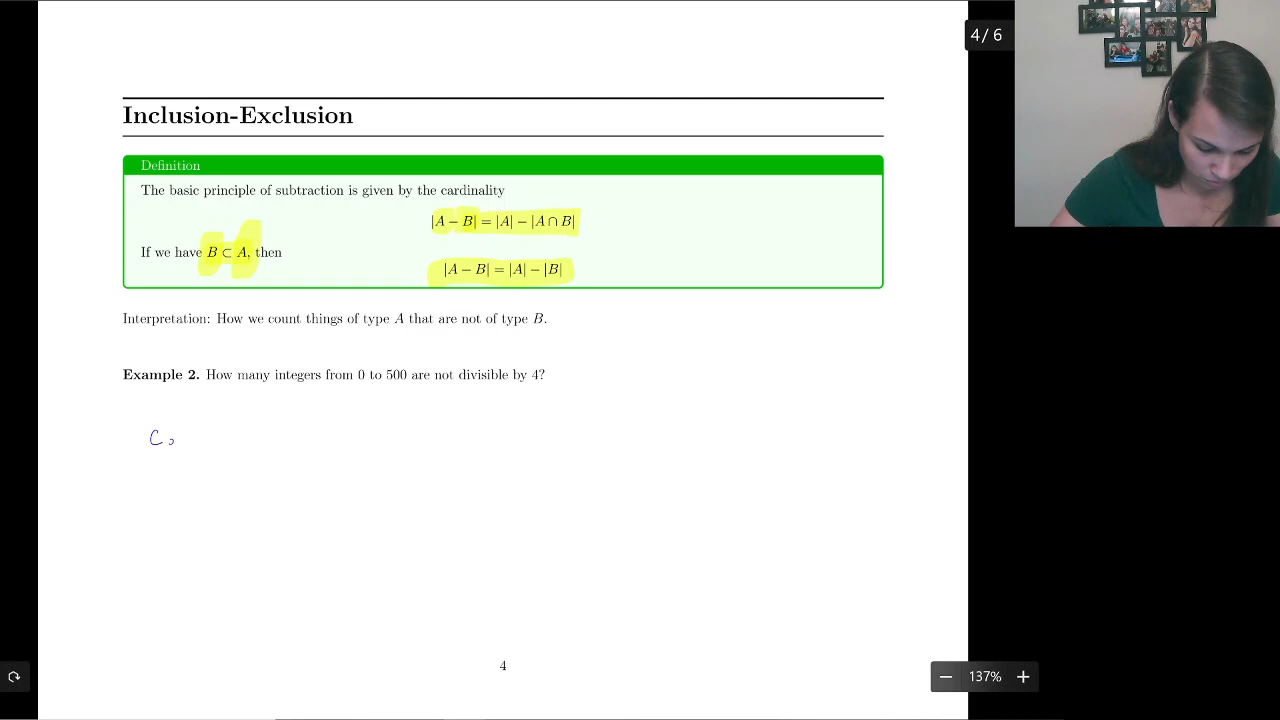 4 / 6
Inclusion-Exclusion
Definition
The basic principle of subtraction is given by the cardinality
|A − B| = |A| − |A ∩ B|
If we have B ⊂ A, then
|A − B| = |A| − |B|
Interpretation: How we count things of type A that are not of type B.
Example 2. How many integers from 0 to 500 are not divisible by 4?
4
137%